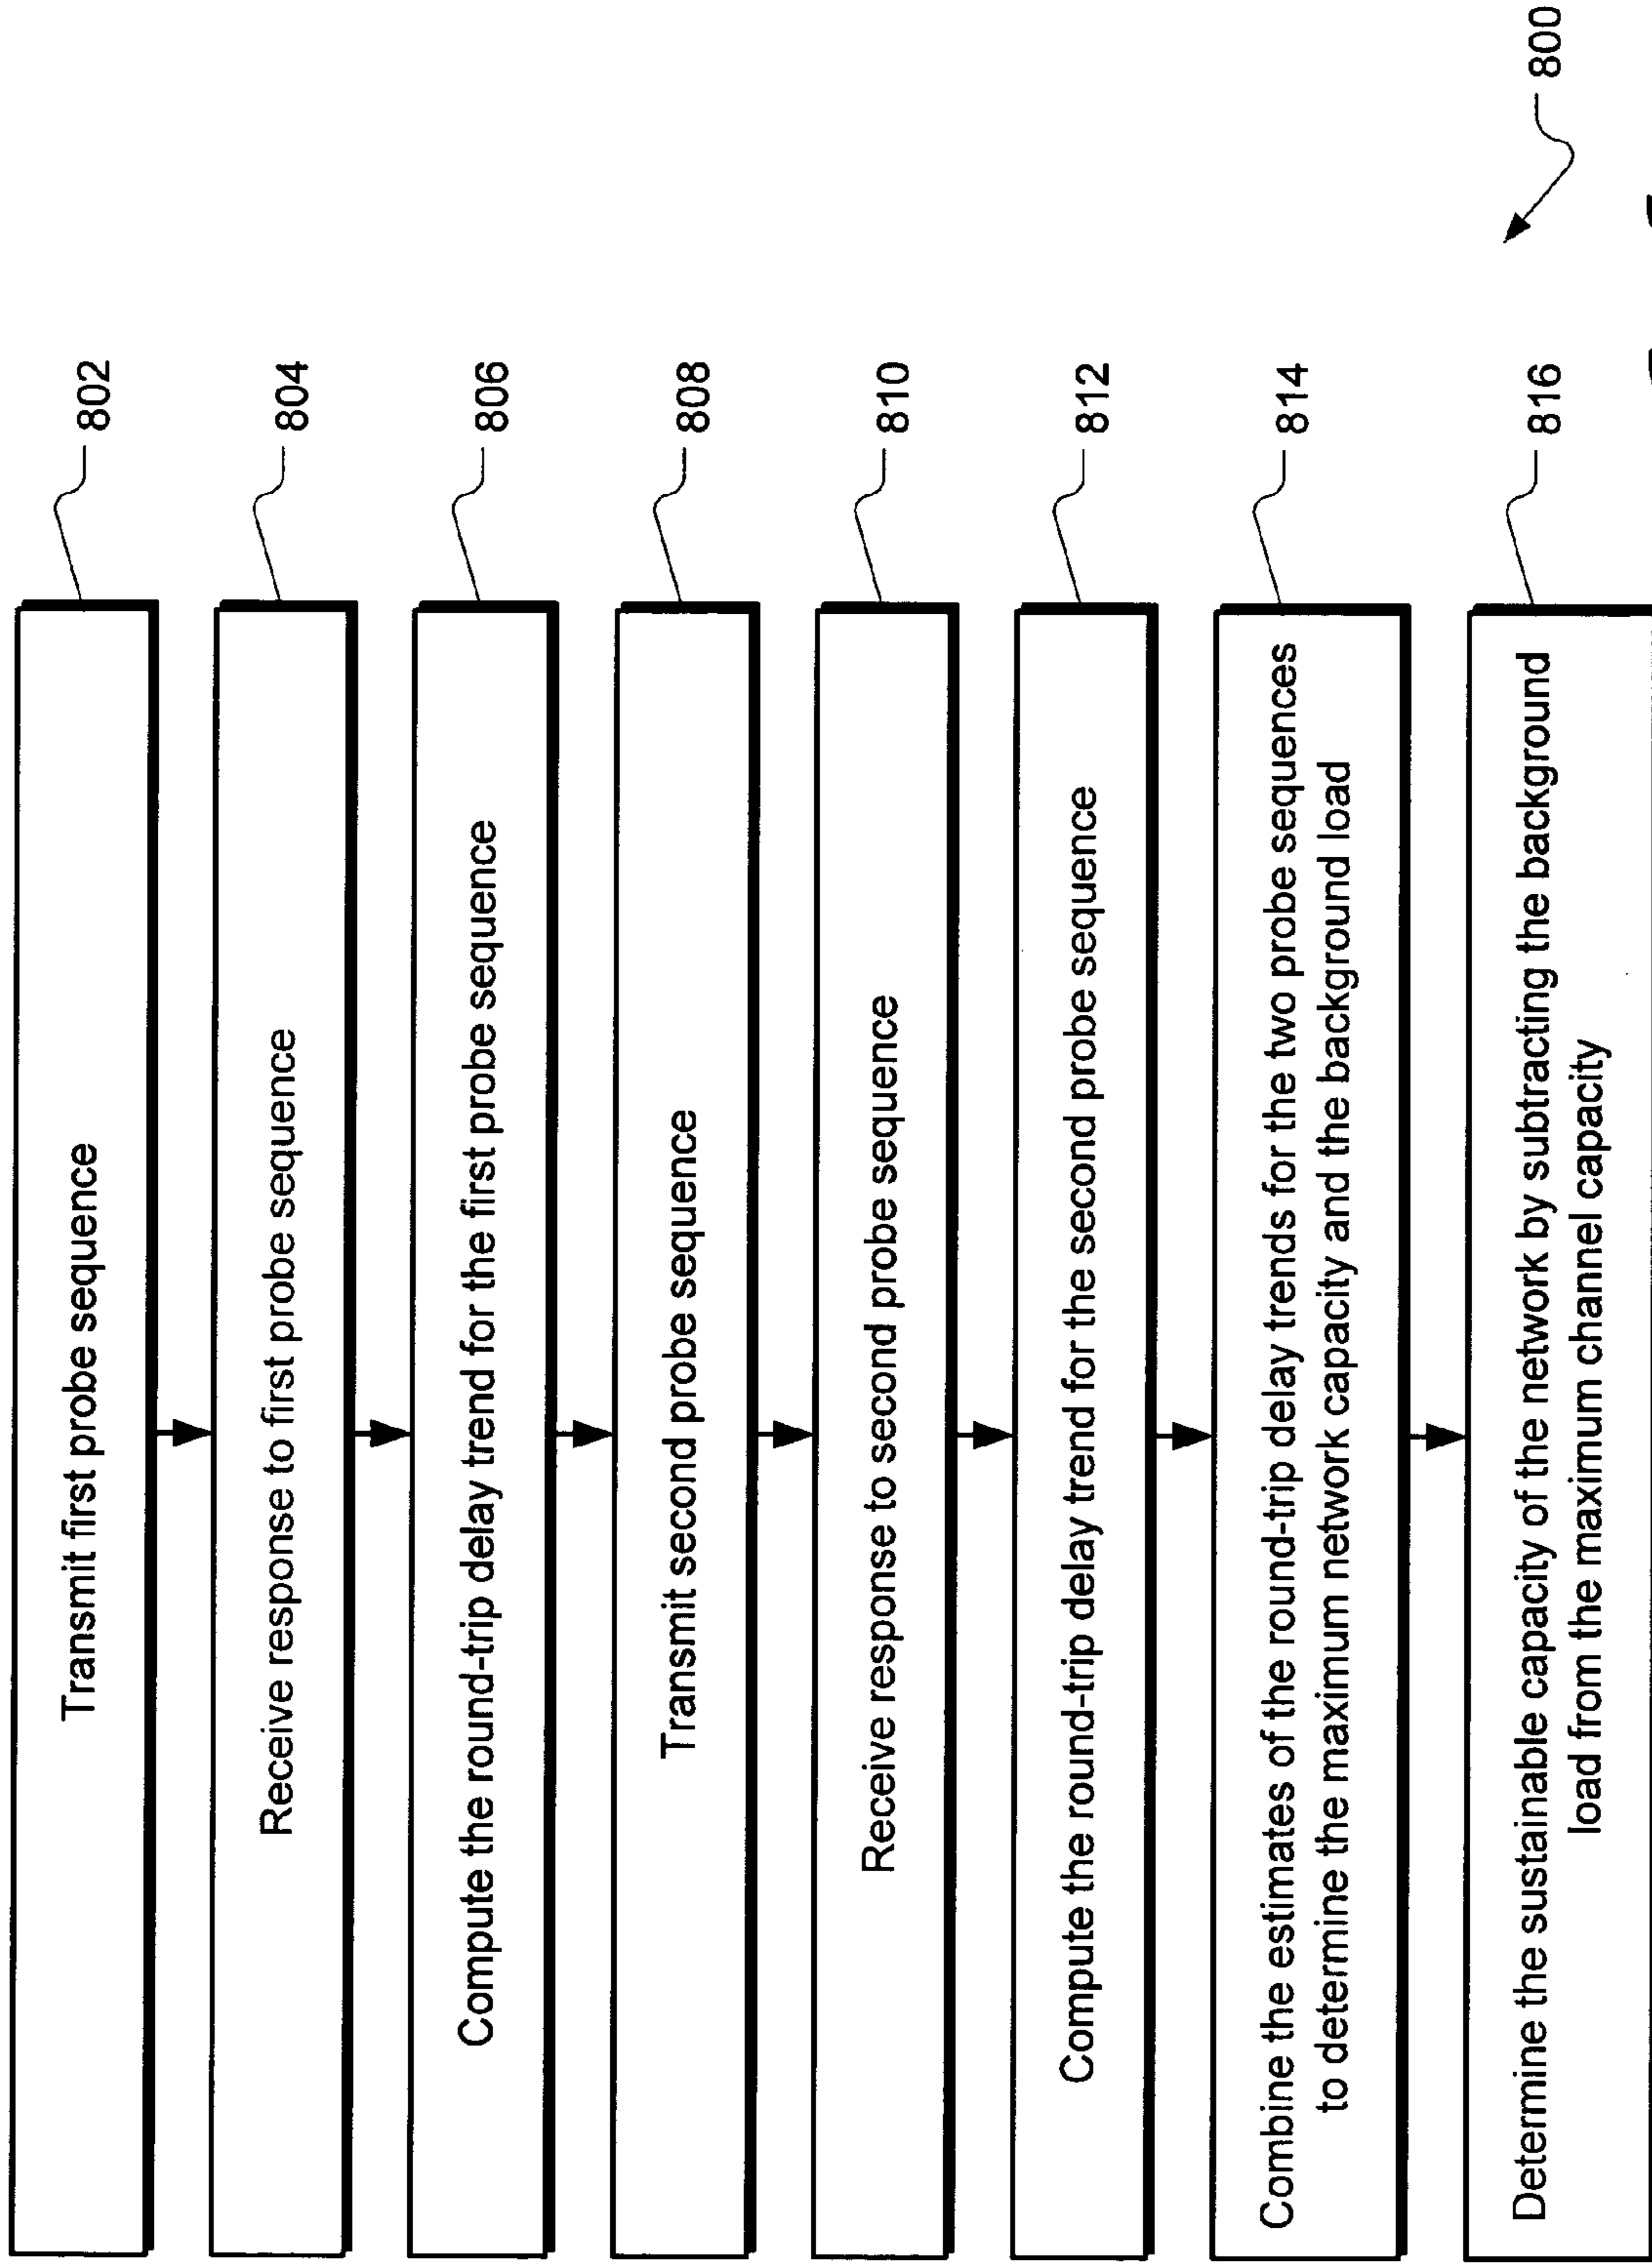 Transmit first probe sequence
802
Receive response to first probe sequence
804
Compute the round-trip delay trend for the first probe sequence
806
Transmit second probe sequence
808
Receive response to second probe sequence
810
Compute the round-trip delay trend for the second probe sequence
812
Combine the estimates of the round-trip delay trends for the two probe sequences
to determine the maximum network capacity and the background load
814
Determine the sustainable capacity of the network by subtracting the background
load from the maximum channel capacity
816
800